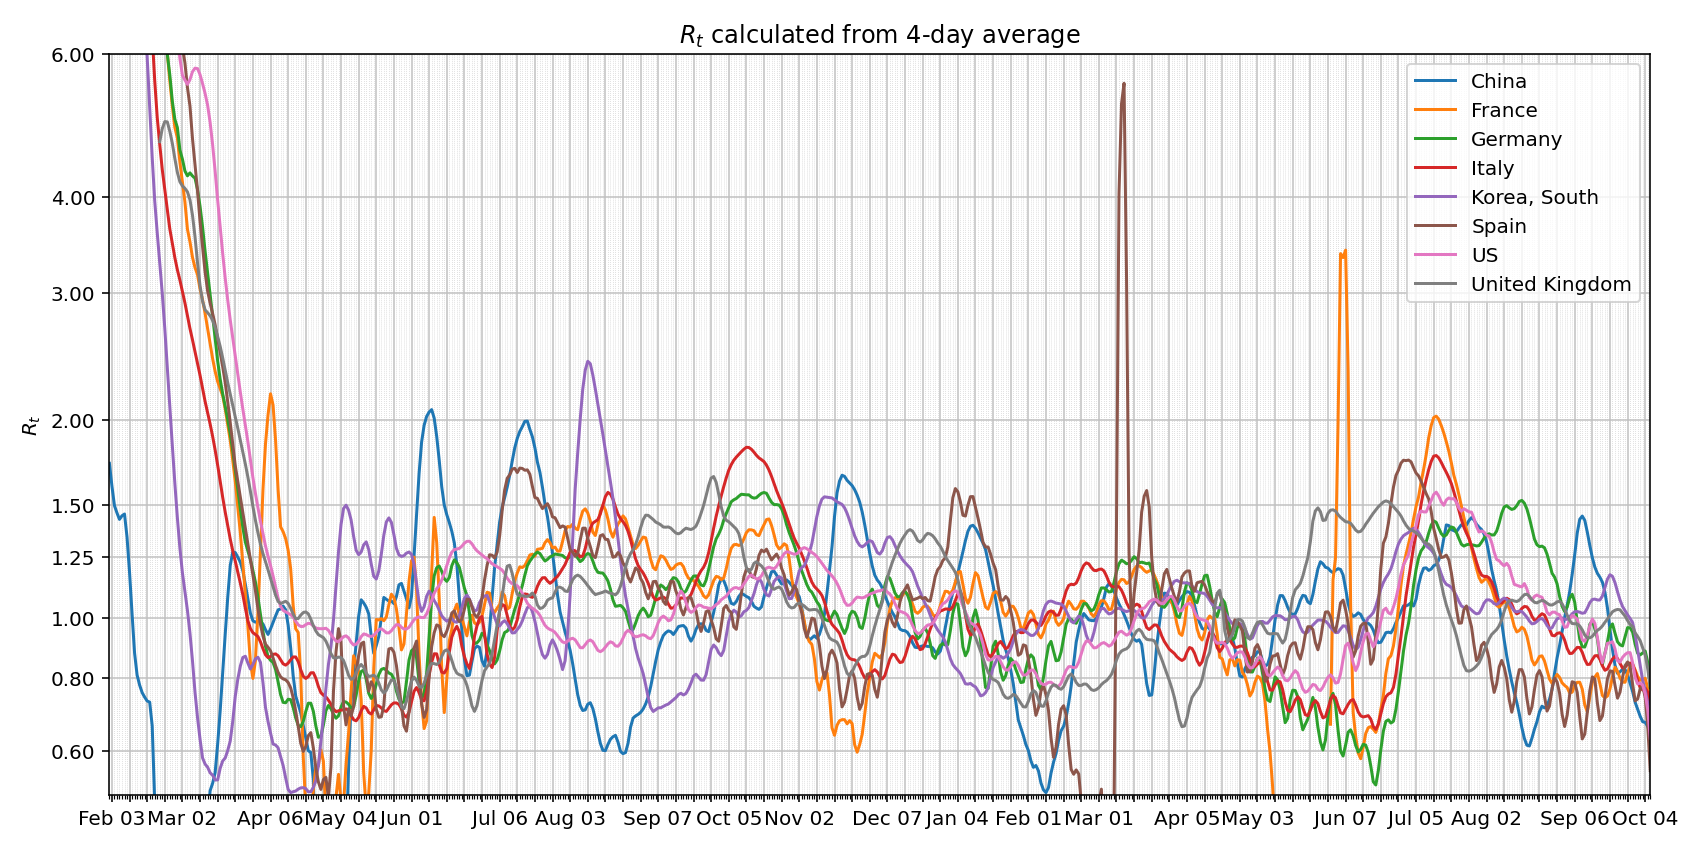 R_t calculated from 4-day average
6.00
4.00
3.00
2.00
1.50
1.25
1.00
0.80
0.60
R_t
China
France
Germany
Italy
Korea, South
Spain
US
United Kingdom
Feb 03 Mar 02 Apr 06 May 04 Jun 01 Jul 06 Aug 03 Sep 07 Oct 05 Nov 02 Dec 07 Jan 04 Feb 01 Mar 01 Apr 05 May 03 Jun 07 Jul 05 Aug 02 Sep 06 Oct 04